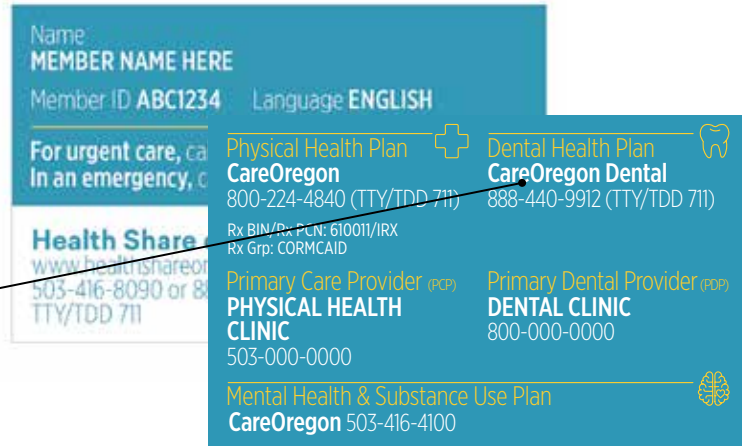 Name
MEMBER NAME HERE
Member ID ABC1234 Language ENGLISH
For urgent care,
In an emergency,
Health Share
503-416-8090 or
TTY/TDD 711
Physical Health Plan
CareOregon
800-224-4840 (TTY/TDD 711)
Rx BIN/Rx PCN: 610011/IRX
Rx Grp: CORMCAID
Dental Health Plan
CareOregon Dental
888-440-9912 (TTY/TDD 711)
Primary Care Provider (PCP)
PHYSICAL HEALTH
CLINIC
503-000-0000
Primary Dental Provider (PDP)
DENTAL CLINIC
800-000-0000
Mental Health & Substance Use Plan
CareOregon 503-416-4100